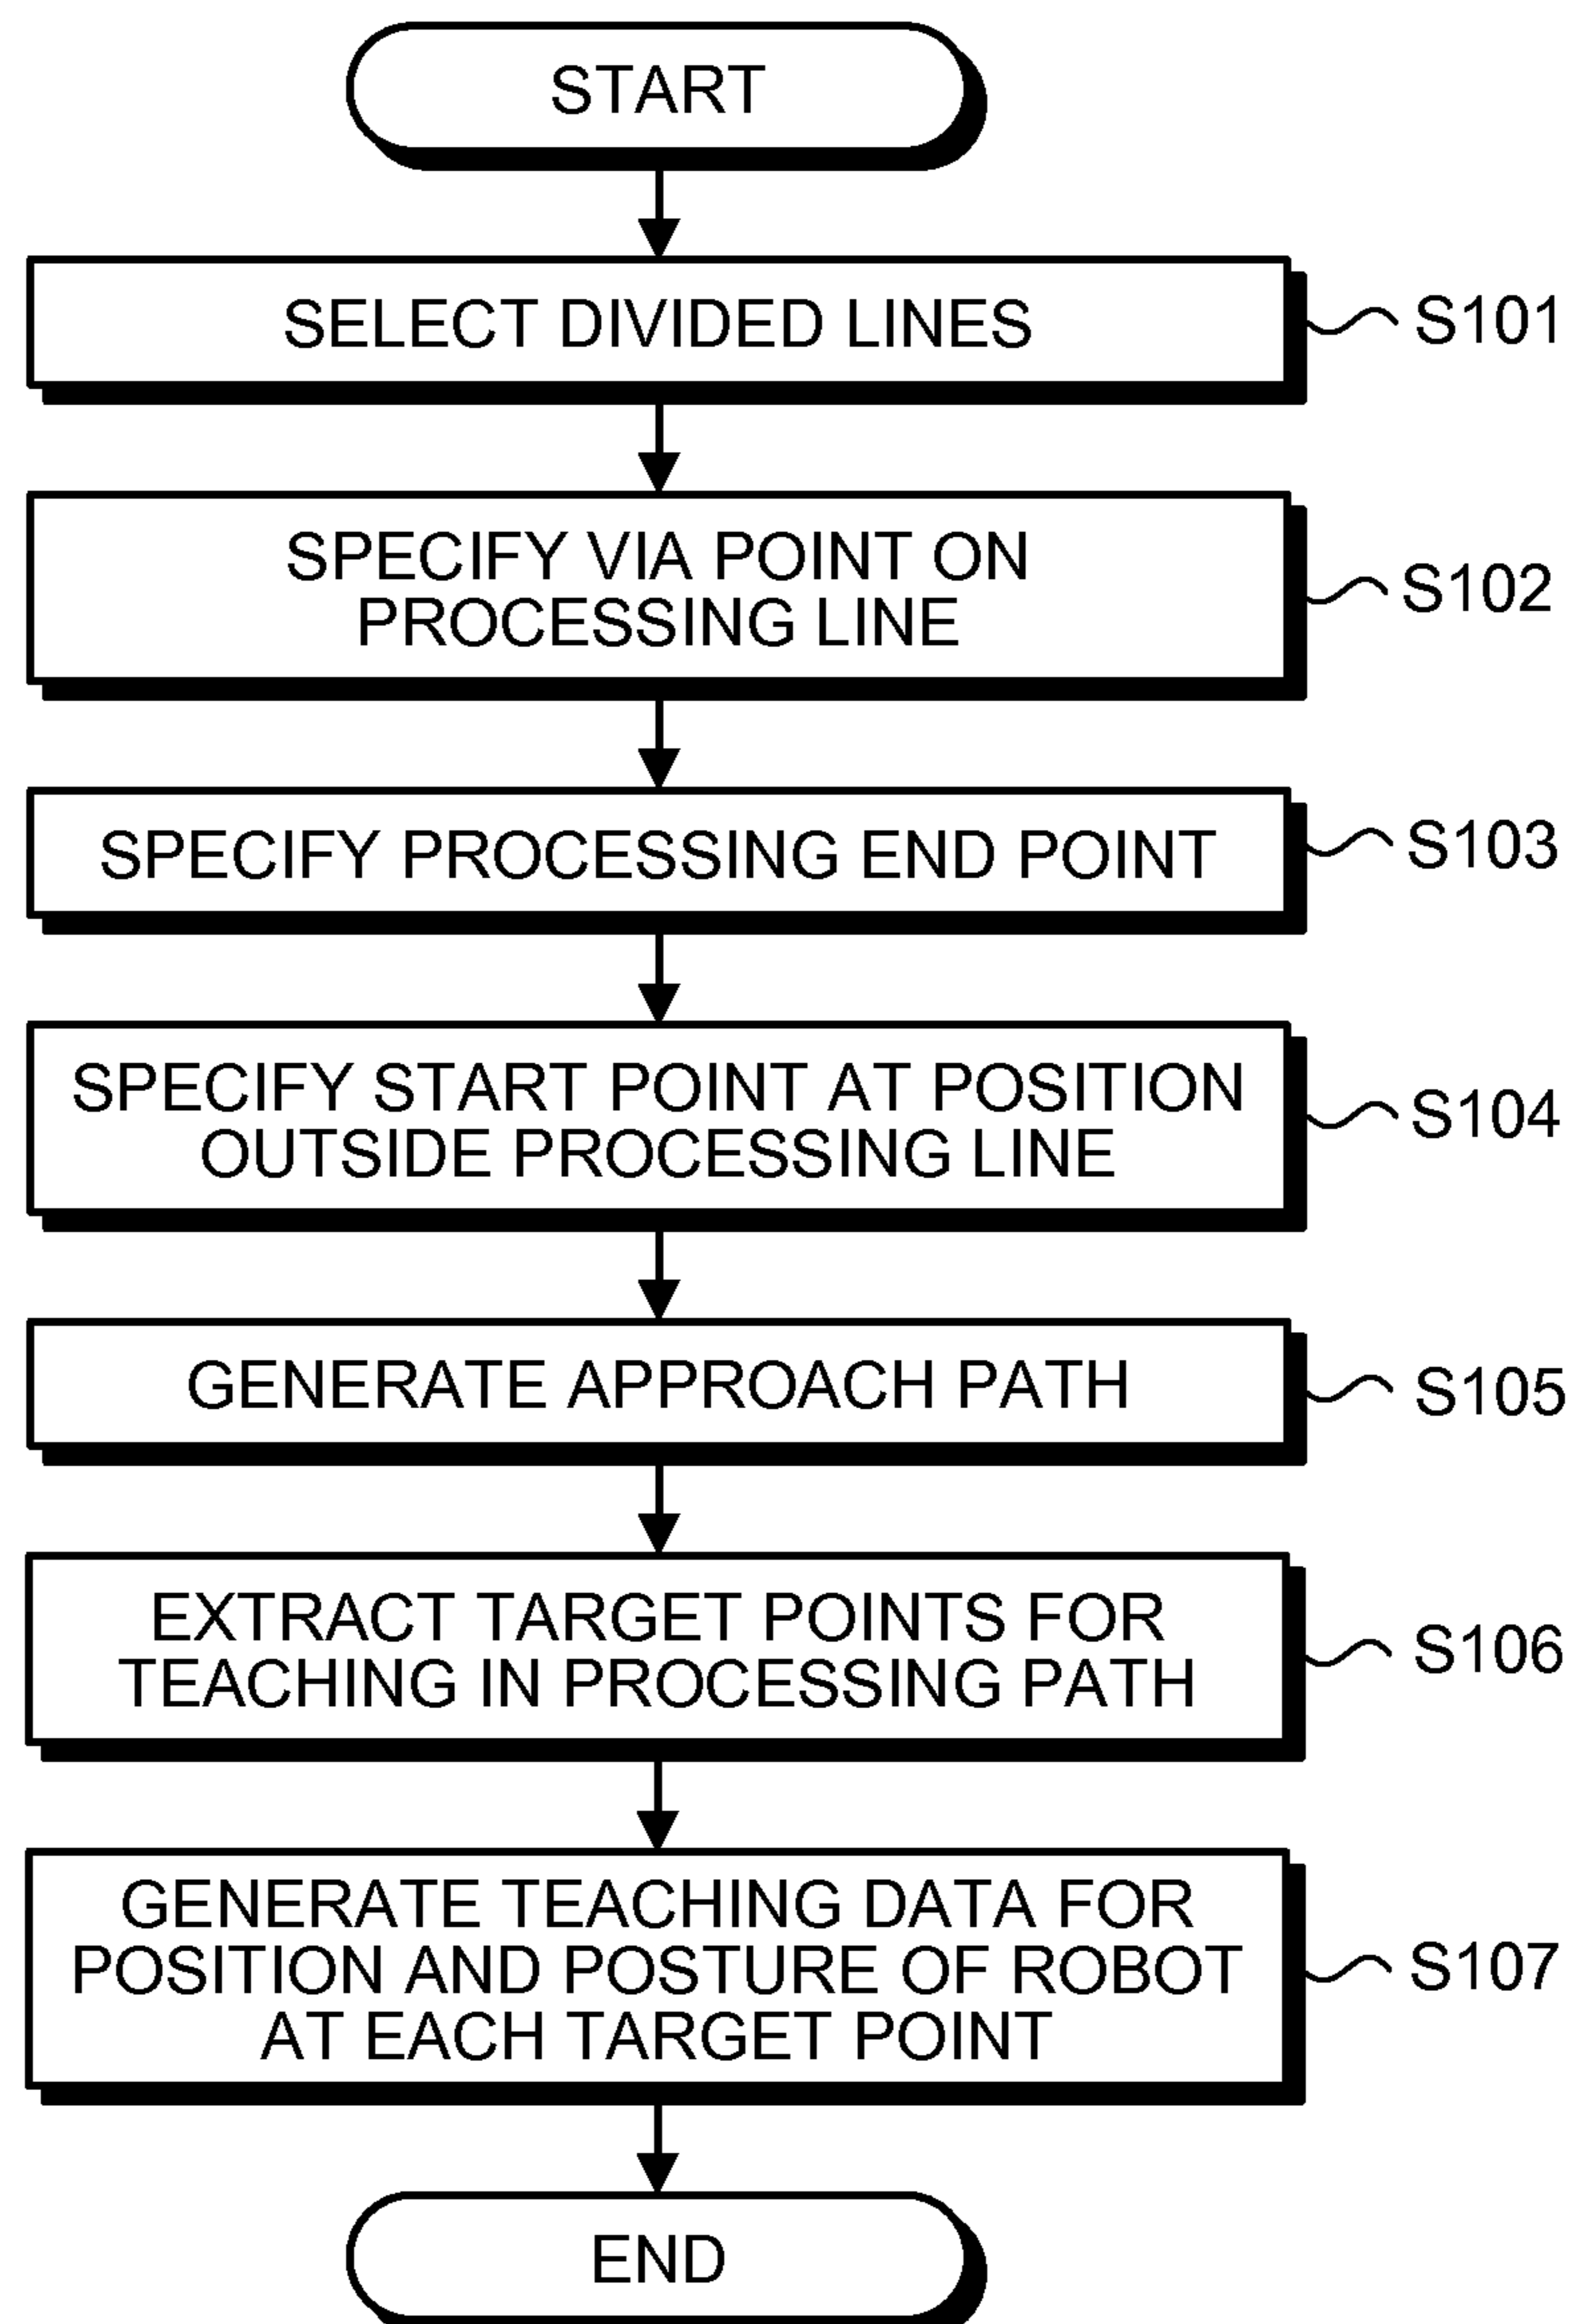 START
SELECT DIVIDED LINES
S101
SPECIFY VIA POINT ON
PROCESSING LINE
S102
SPECIFY PROCESSING END POINT
S103
SPECIFY START POINT AT POSITION
OUTSIDE PROCESSING LINE
S104
GENERATE APPROACH PATH
S105
EXTRACT TARGET POINTS FOR
TEACHING IN PROCESSING PATH
S106
GENERATE TEACHING DATA FOR
POSITION AND POSTURE OF ROBOT
AT EACH TARGET POINT
S107
END